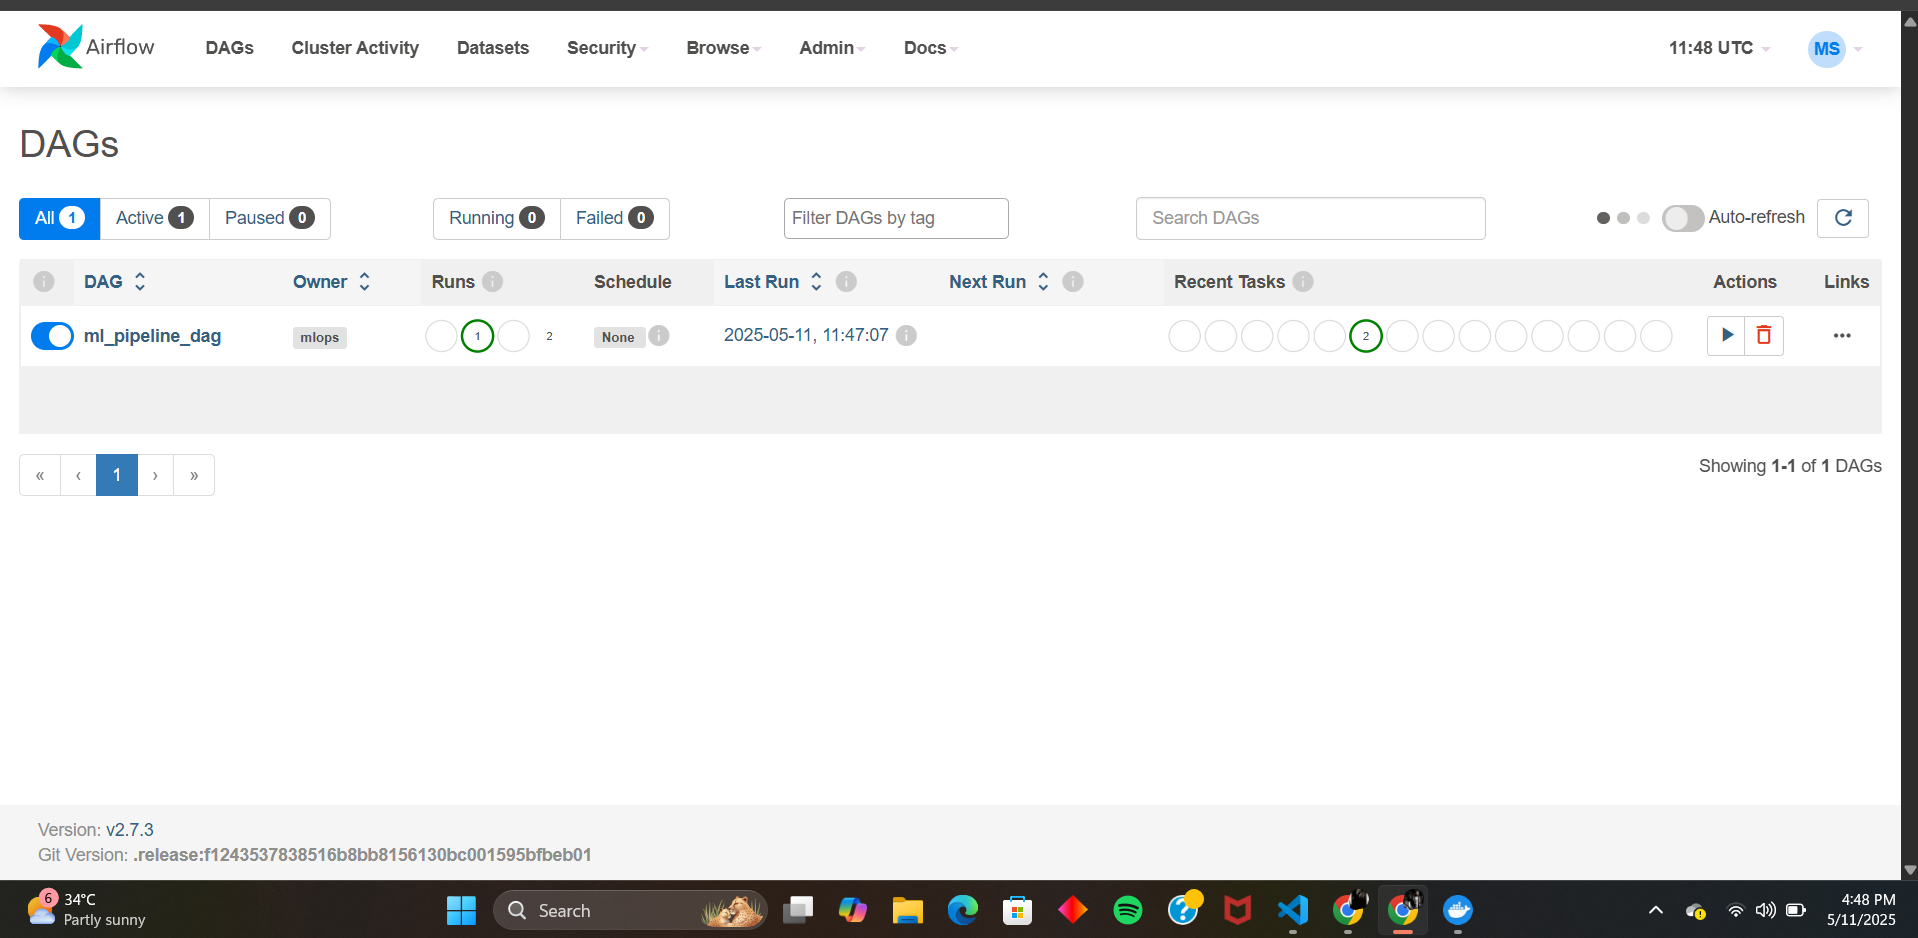 Airflow DAGs Cluster Activity Datasets Security Browse Admin Docs 11:48 UTC MS
DAGs
All 1 Active 1 Paused 0 Running 0 Failed 0 Filter DAGs by tag Search DAGs Auto-refresh
DAG Owner Runs Schedule Last Run Next Run Recent Tasks Actions Links
ml_pipeline_dag mlops 1 2 None 2025-05-11, 11:47:07 2
« ‹ 1 › » Showing 1-1 of 1 DAGs
Version: v2.7.3
Git Version: .release:f1243537838516b8bb8156130bc001595bfbeb01
6 34°C
Partly sunny
Search
4:48 PM
5/11/2025